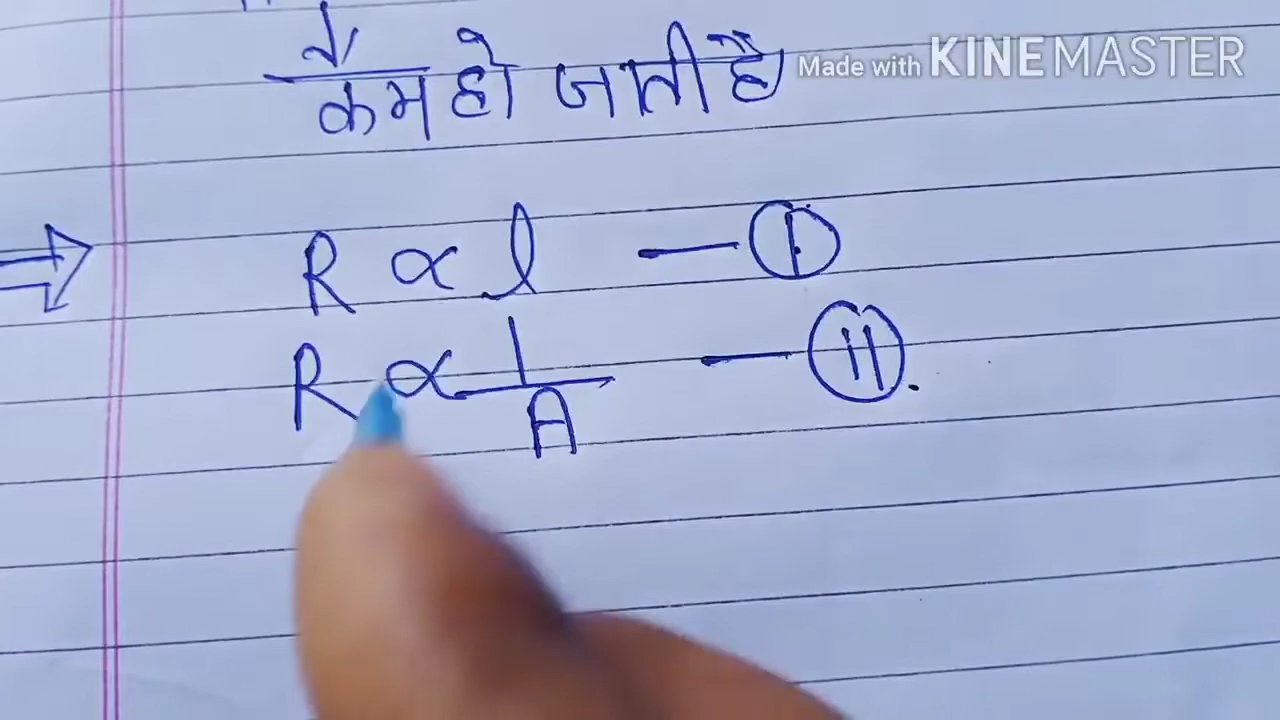 कम हो जाती है
Made with KINEMASTER
R ∝ l — I
R ∝ 1/A — II.